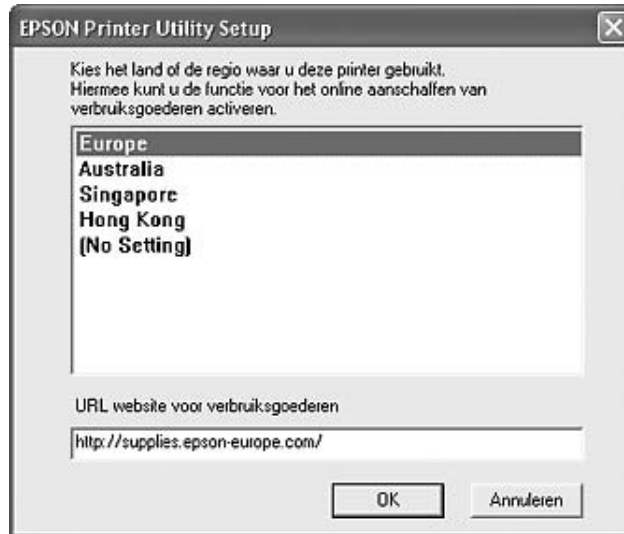 EPSON Printer Utility Setup
Kies het land of de regio waar u deze printer gebruikt.
Hiermee kunt u de functie voor het online aanschaffen van
verbruiksgoederen activeren.
Europe
Australia
Singapore
Hong Kong
(No Setting)
URL website voor verbruiksgoederen
http://supplies.epson-europe.com/
OK
Annuleren